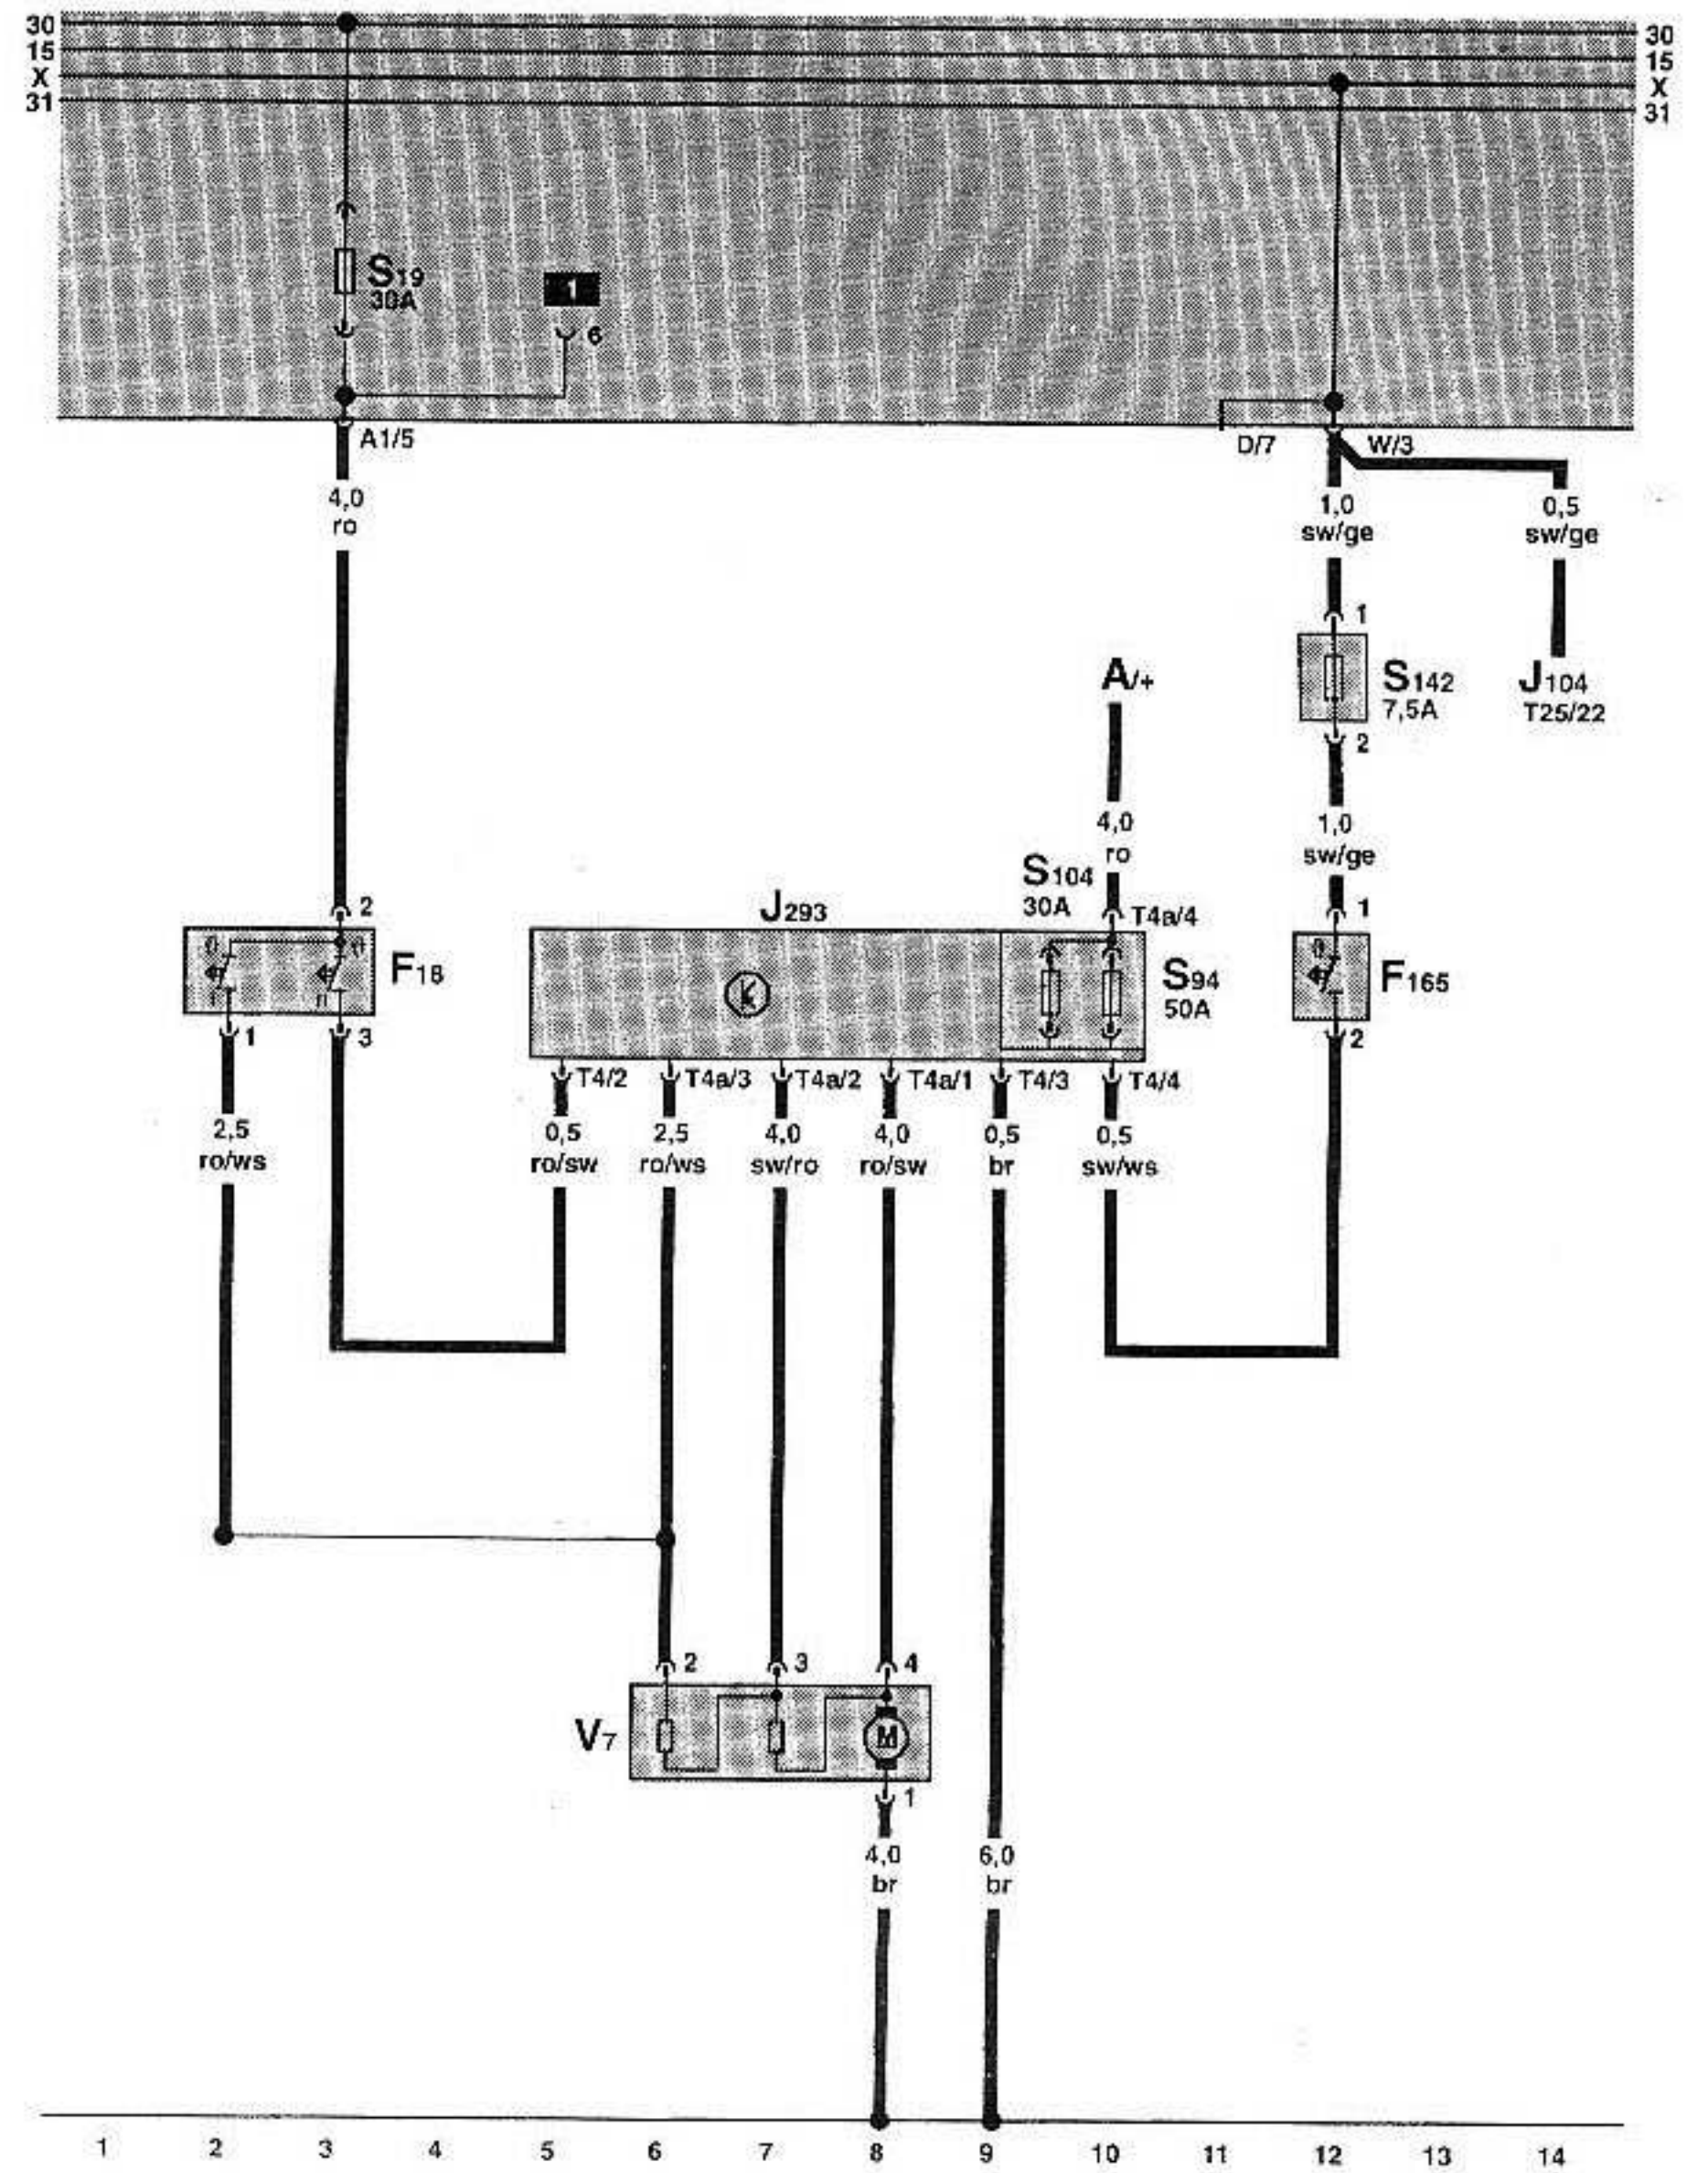 30
15
X
31
30
15
X
31
S19
30A
1
6
A1/5
D/7
W/3
4,0
ro
1,0
sw/ge
0,5
sw/ge
1
S142
7,5A
J104
T25/22
2
A/+
4,0
ro
1,0
sw/ge
S104
30A
T4a/4
J293
2
1
F18
S94
50A
F165
1
3
2
T4/2
T4a/3
T4a/2
T4a/1
T4/3
T4/4
2,5
ro/ws
0,5
ro/sw
2,5
ro/ws
4,0
sw/ro
4,0
ro/sw
0,5
br
0,5
sw/ws
2
3
4
V7
M
1
4,0
br
6,0
br
1 2 3 4 5 6 7 8 9 10 11 12 13 14